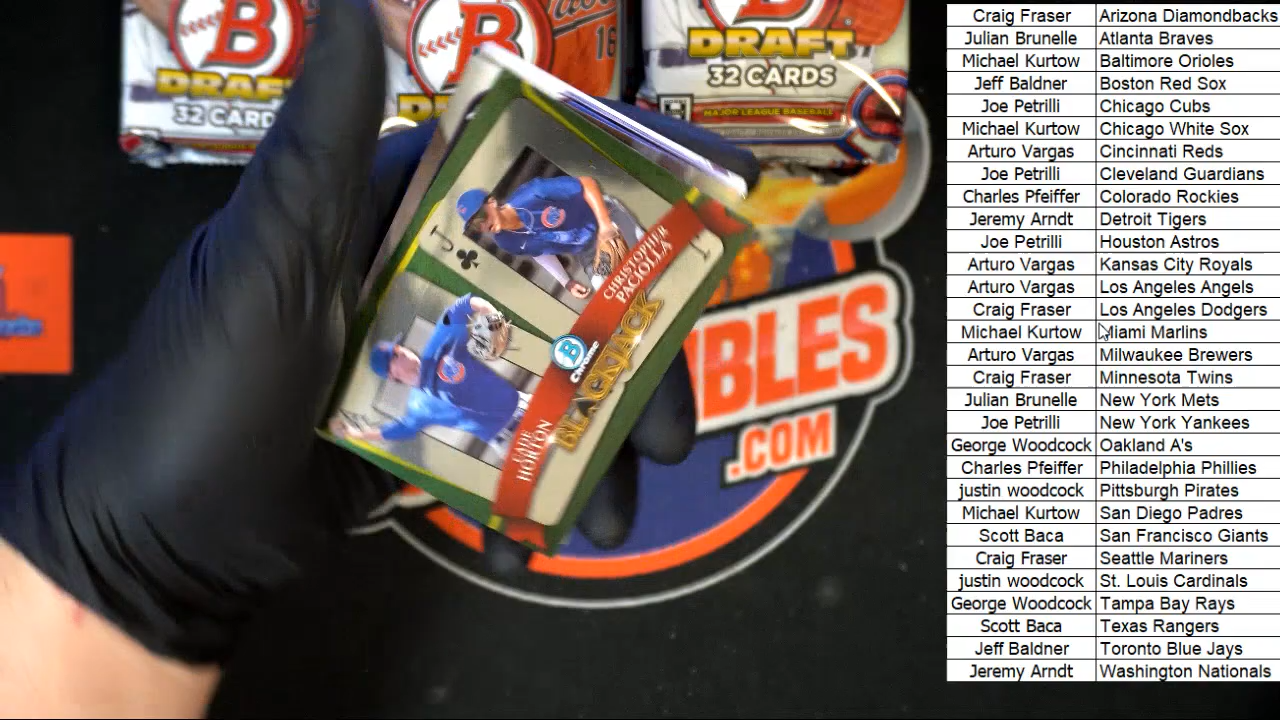 B
DRAFT
32 CARD
B
D
16
B
DRAFT
32 CARDS
MAJOR LEAGUE BASEBALL
J
J
CHRISTOPHER
PACIOLLA
B
Chrome
BLACKJACK
CADE
HORTON
IBLES
.COM
Craig Fraser Arizona Diamondbacks
Julian Brunelle Atlanta Braves
Michael Kurtow Baltimore Orioles
Jeff Baldner Boston Red Sox
Joe Petrilli Chicago Cubs
Michael Kurtow Chicago White Sox
Arturo Vargas Cincinnati Reds
Joe Petrilli Cleveland Guardians
Charles Pfeiffer Colorado Rockies
Jeremy Arndt Detroit Tigers
Joe Petrilli Houston Astros
Arturo Vargas Kansas City Royals
Arturo Vargas Los Angeles Angels
Craig Fraser Los Angeles Dodgers
Michael Kurtow Miami Marlins
Arturo Vargas Milwaukee Brewers
Craig Fraser Minnesota Twins
Julian Brunelle New York Mets
Joe Petrilli New York Yankees
George Woodcock Oakland A's
Charles Pfeiffer Philadelphia Phillies
justin woodcock Pittsburgh Pirates
Michael Kurtow San Diego Padres
Scott Baca San Francisco Giants
Craig Fraser Seattle Mariners
justin woodcock St. Louis Cardinals
George Woodcock Tampa Bay Rays
Scott Baca Texas Rangers
Jeff Baldner Toronto Blue Jays
Jeremy Arndt Washington Nationals